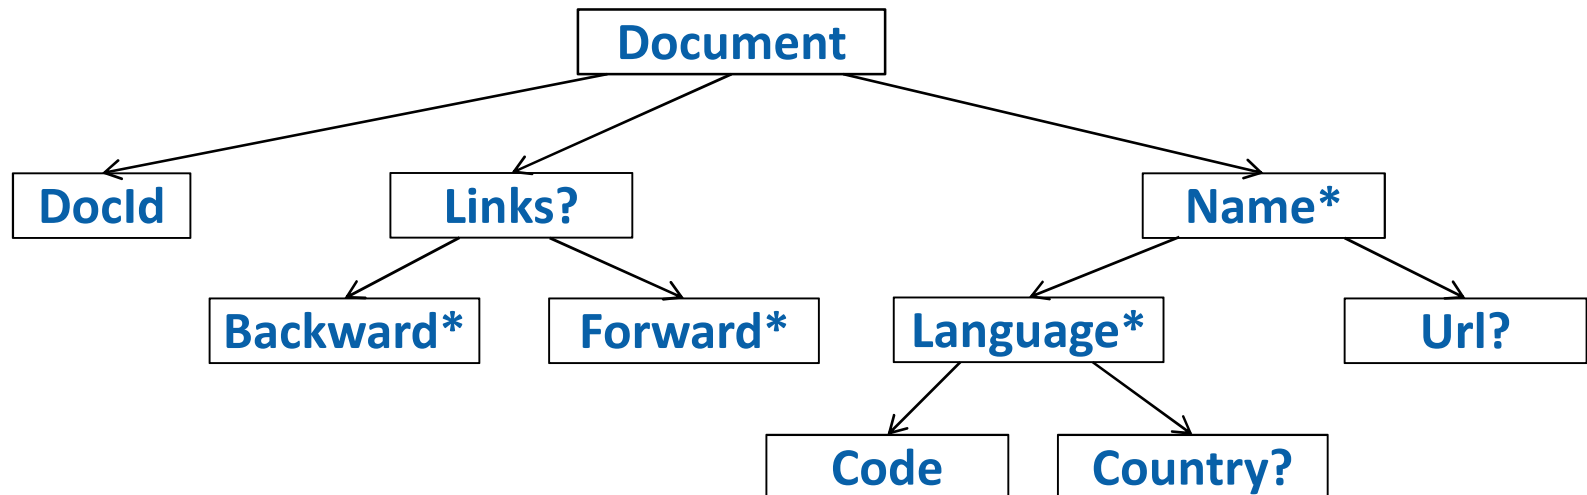 Document
DocId
Links?
Name*
Backward*
Forward*
Language*
Url?
Code
Country?